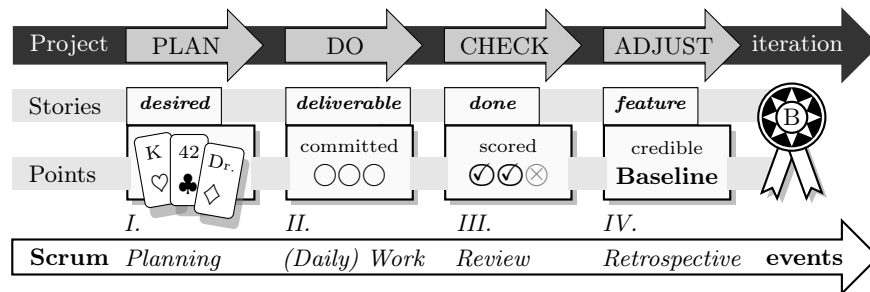 Project PLAN DO CHECK ADJUST iteration
Stories desired deliverable done feature
B
K 42 Dr. committed scored credible
Points Baseline
I. II. III. IV.
Scrum Planning (Daily) Work Review Retrospective events